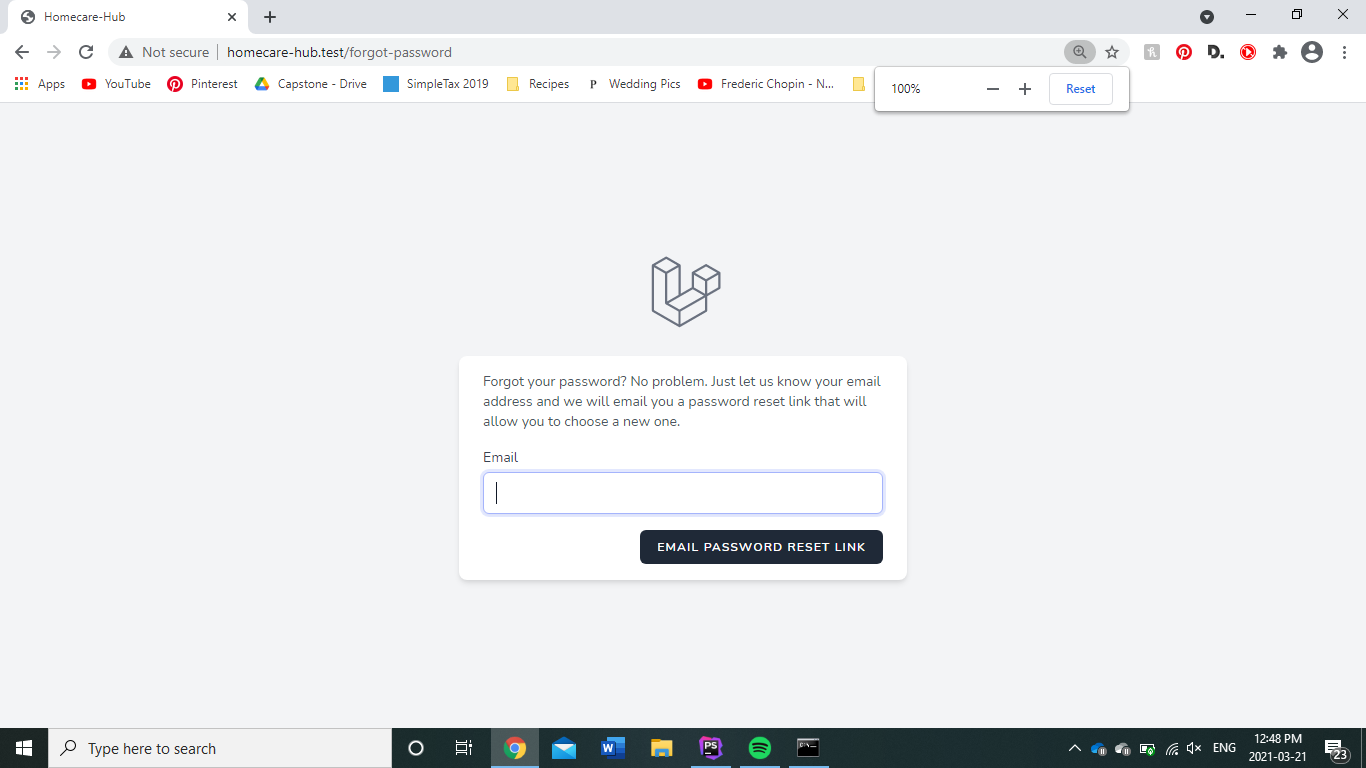 Homecare-Hub
Not secure homecare-hub.test/forgot-password
Apps YouTube Pinterest Capstone - Drive SimpleTax 2019 Recipes P Wedding Pics Frederic Chopin - N...
100% Reset
Forgot your password? No problem. Just let us know your email
address and we will email you a password reset link that will
allow you to choose a new one.
Email
EMAIL PASSWORD RESET LINK
Type here to search
W
PS
ENG
12:48 PM
2021-03-21
23